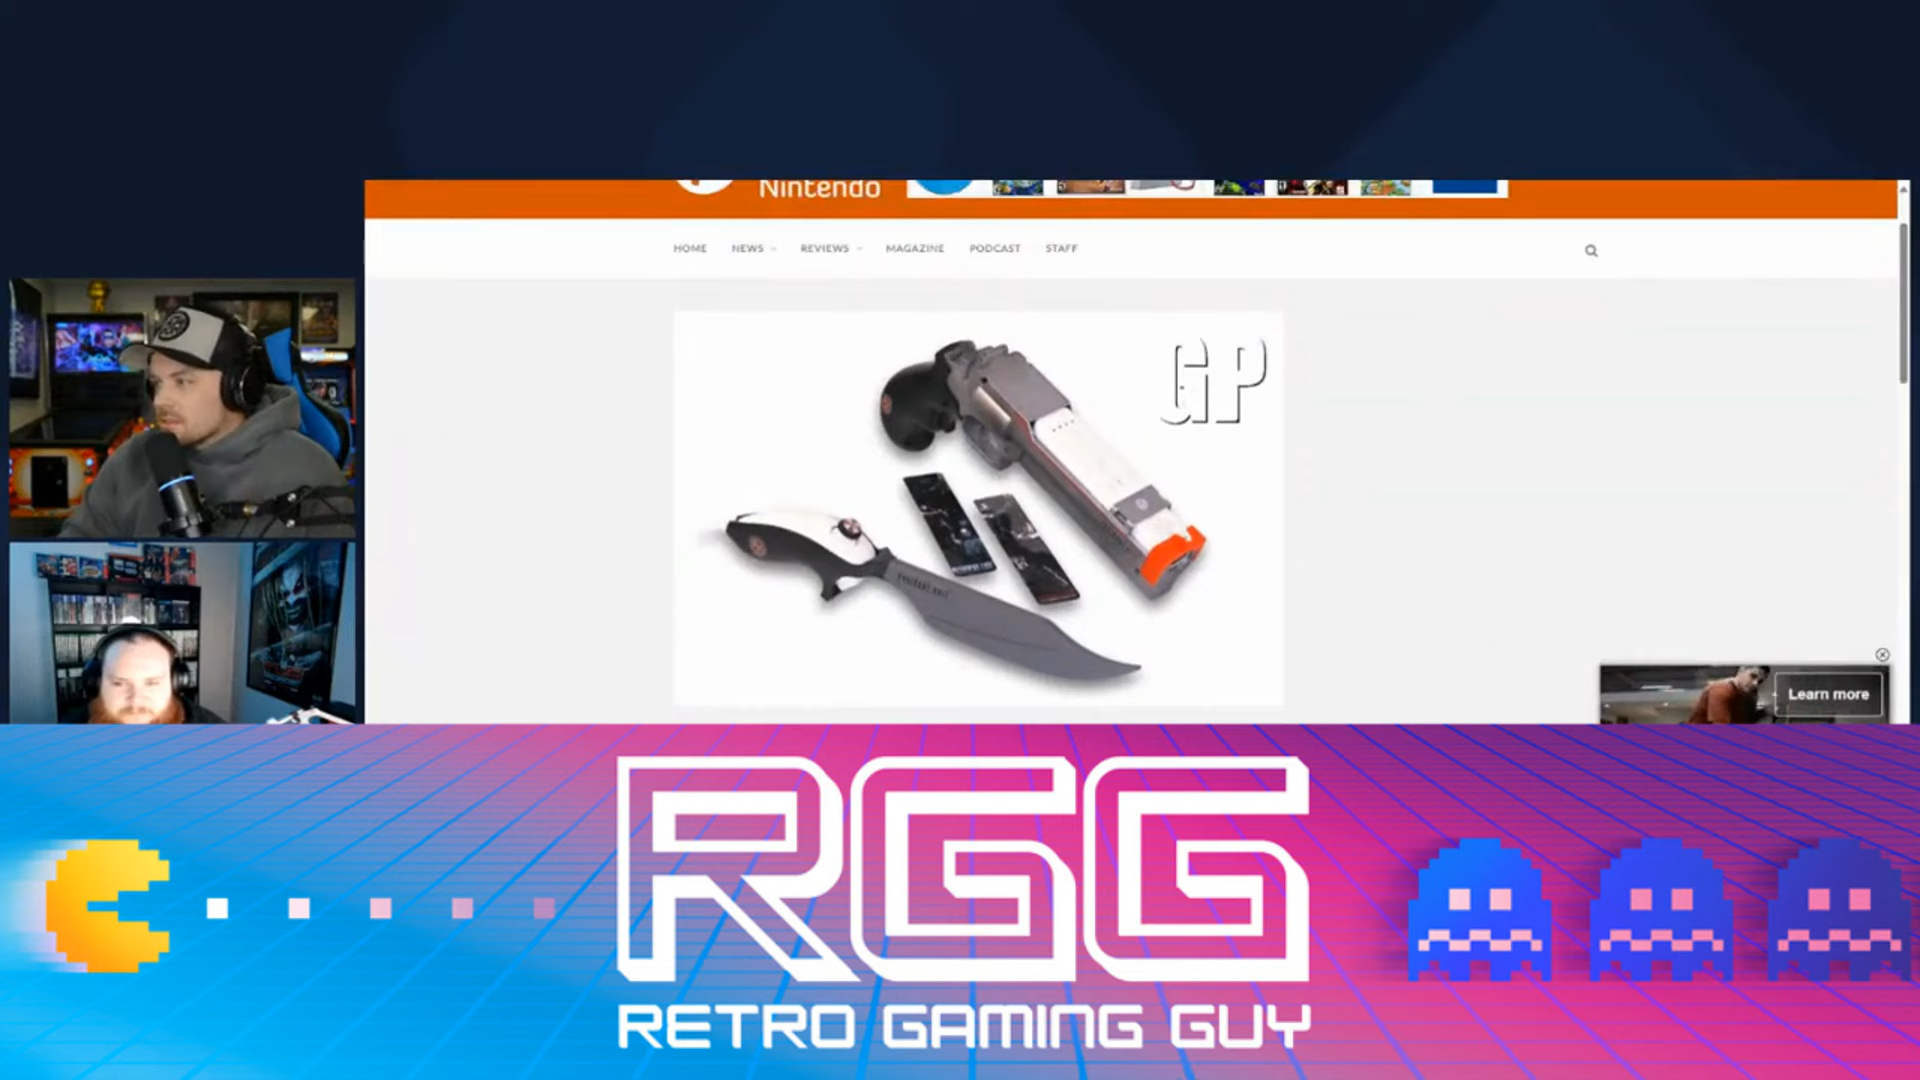 Nintendo
HOME NEWS REVIEWS MAGAZINE PODCAST STAFF
GP
Learn more
RGG
RETRO GAMING GUY